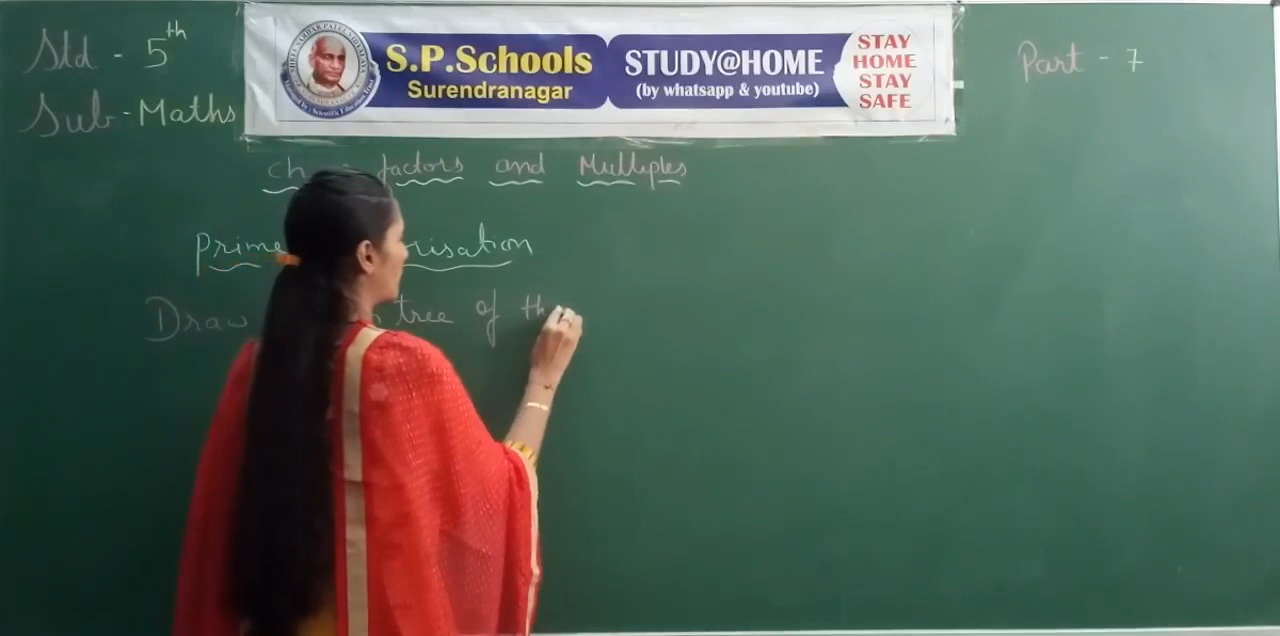 Std - 5th
Sub - Maths
S.P.Schools
Surendranagar
STUDY@HOME
(by whatsapp & youtube)
STAY
HOME
STAY
SAFE
Part - 7
ch factors and Multiples
Prime risation
Draw tree of th